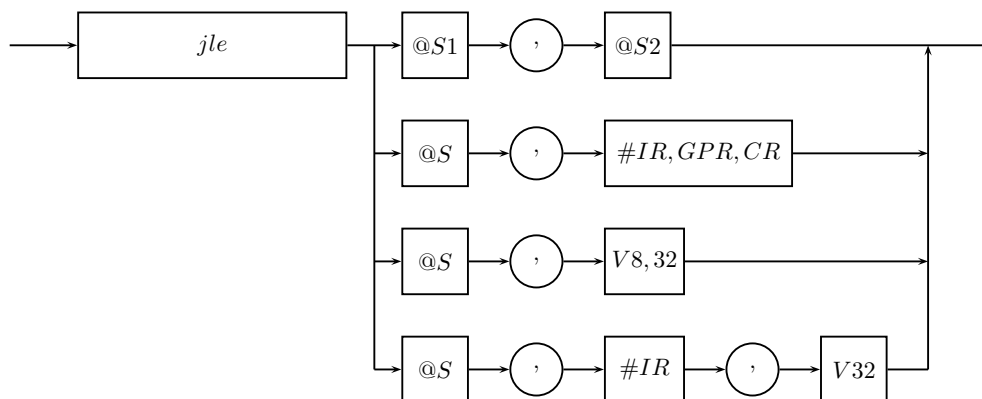 jle @S1 , @S2
@S , #IR, GPR, CR
@S , V8, 32
@S , #IR , V32